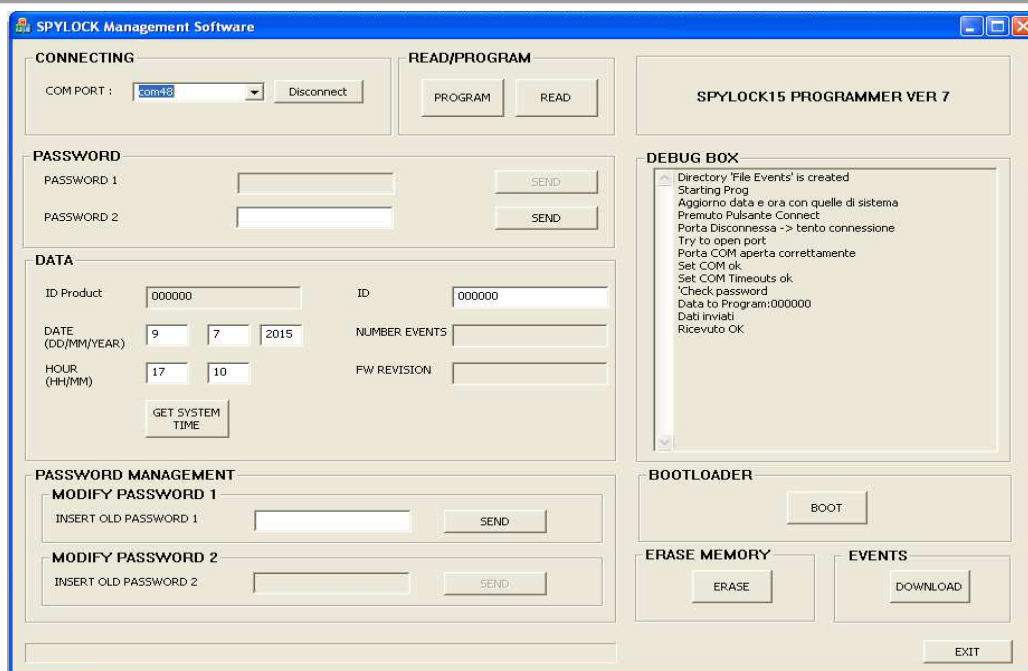 SPYLOCK Management Software
CONNECTING
COM PORT :
com48
Disconnect
READ/PROGRAM
PROGRAM
READ
SPYLOCK15 PROGRAMMER VER 7
PASSWORD
PASSWORD 1
SEND
PASSWORD 2
SEND
DATA
ID Product
000000
ID
000000
DATE
(DD/MM/YEAR)
9
7
2015
NUMBER EVENTS
HOUR
(HH/MM)
17
10
FW REVISION
GET SYSTEM
TIME
DEBUG BOX
Directory 'File Events' is created
Starting Prog
Aggiorno data e ora con quelle di sistema
Premuto Pulsante Connect
Porta Disconnessa -> tento connessione
Try to open port
Porta COM aperta correttamente
Set COM ok
Set COM Timeouts ok
'Check password
Data to Program:000000
Dati inviati
Ricevuto OK
PASSWORD MANAGEMENT
MODIFY PASSWORD 1
INSERT OLD PASSWORD 1
SEND
MODIFY PASSWORD 2
INSERT OLD PASSWORD 2
SEND
BOOTLOADER
BOOT
ERASE MEMORY
ERASE
EVENTS
DOWNLOAD
EXIT